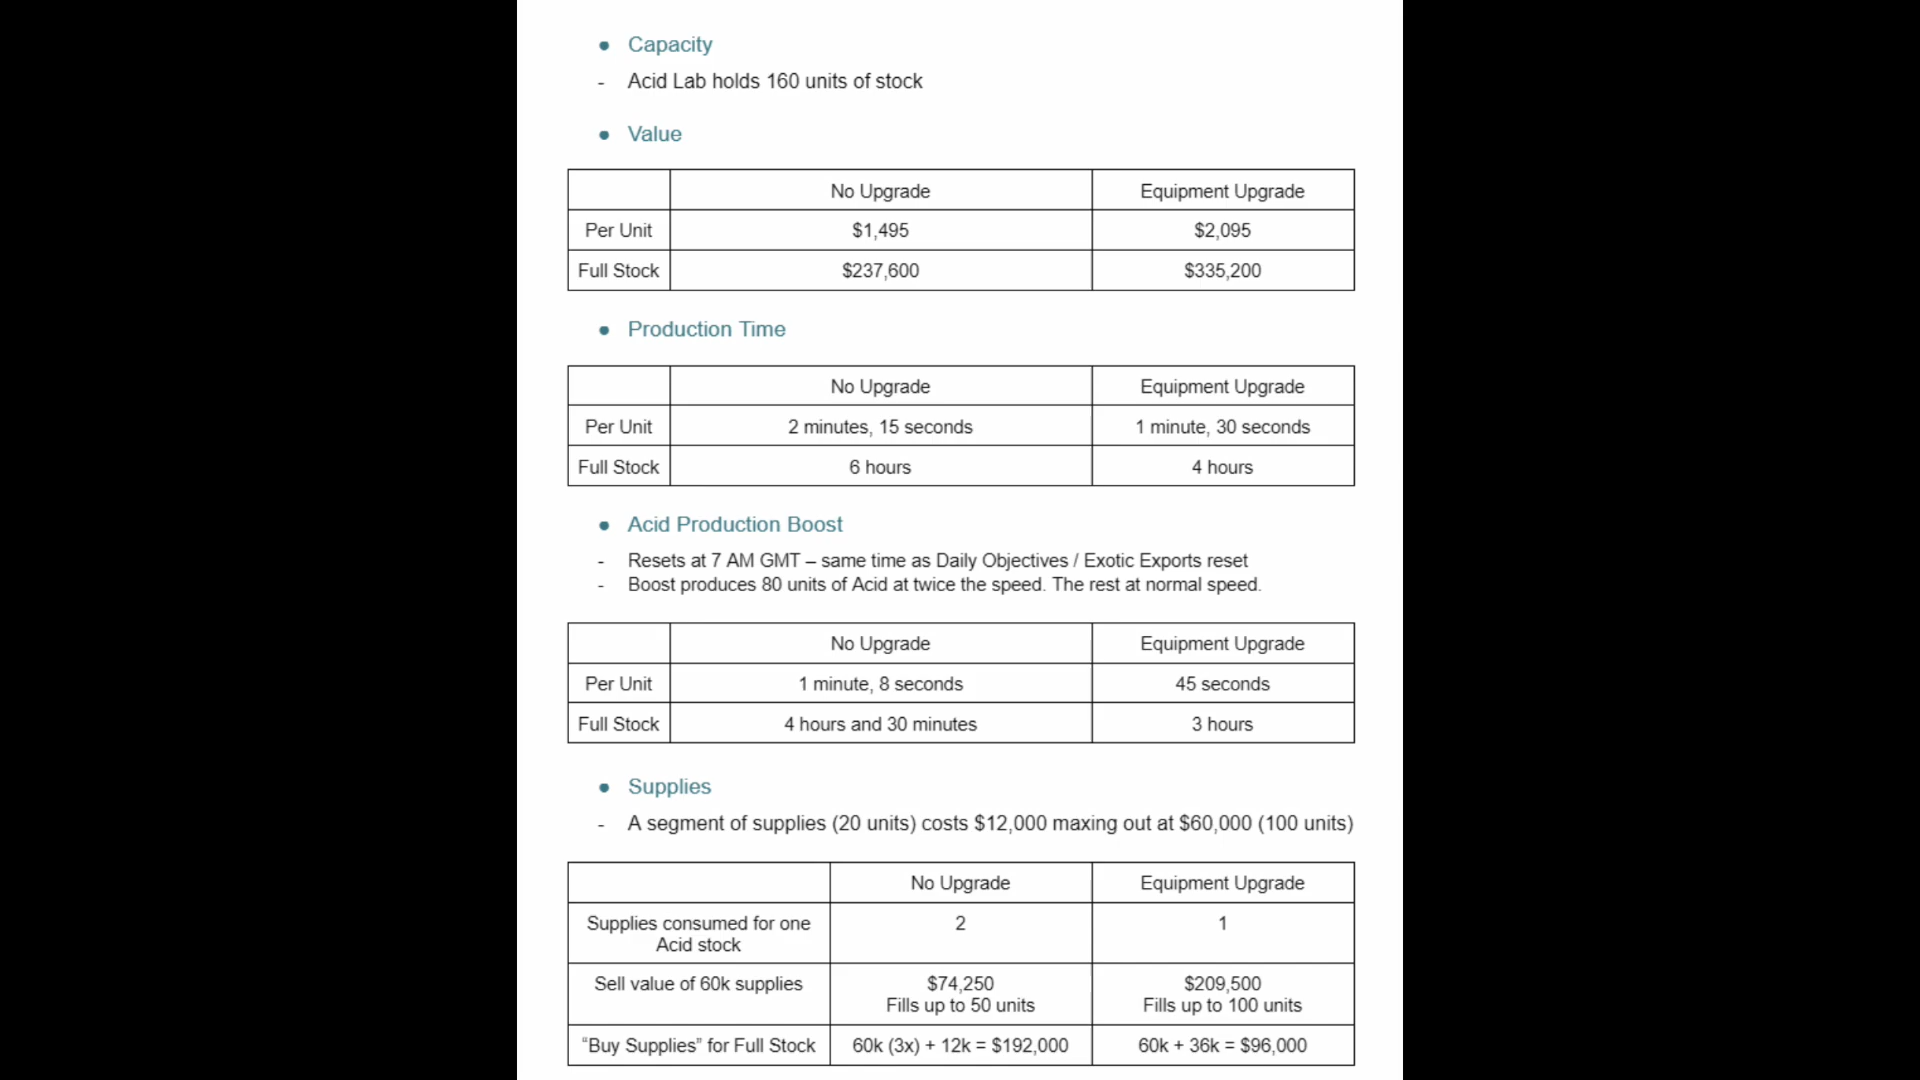 ● Capacity
- Acid Lab holds 160 units of stock
● Value
No Upgrade Equipment Upgrade
Per Unit $1,495 $2,095
Full Stock $237,600 $335,200
● Production Time
No Upgrade Equipment Upgrade
Per Unit 2 minutes, 15 seconds 1 minute, 30 seconds
Full Stock 6 hours 4 hours
● Acid Production Boost
- Resets at 7 AM GMT – same time as Daily Objectives / Exotic Exports reset
- Boost produces 80 units of Acid at twice the speed. The rest at normal speed.
No Upgrade Equipment Upgrade
Per Unit 1 minute, 8 seconds 45 seconds
Full Stock 4 hours and 30 minutes 3 hours
● Supplies
- A segment of supplies (20 units) costs $12,000 maxing out at $60,000 (100 units)
No Upgrade Equipment Upgrade
Supplies consumed for one 2 1
Acid stock
Sell value of 60k supplies $74,250 $209,500
Fills up to 50 units Fills up to 100 units
“Buy Supplies” for Full Stock 60k (3x) + 12k = $192,000 60k + 36k = $96,000